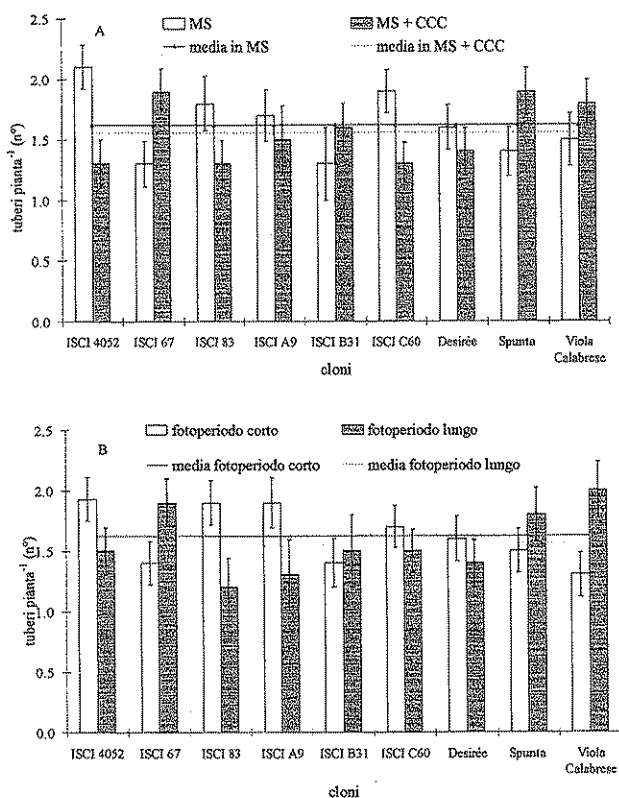 A
MS
MS + CCC
media in MS
media in MS + CCC
tuberi pianta⁻¹ (n°)
2.5
2.0
1.5
1.0
0.5
0.0
ISCI 4052 ISCI 67 ISCI 83 ISCI A9 ISCI B31 ISCI C60 Desirée Spunta Viola
Calabrese
cloni
B
fotoperiodo corto
fotoperiodo lungo
media fotoperiodo corto
media fotoperiodo lungo
tuberi pianta⁻¹ (n°)
2.5
2.0
1.5
1.0
0.5
0.0
ISCI 4052 ISCI 67 ISCI 83 ISCI A9 ISCI B31 ISCI C60 Desirée Spunta Viola
Calabrese
cloni